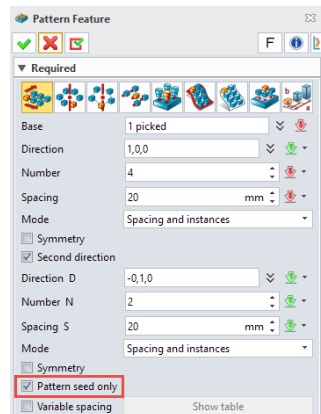 Pattern Feature
F
Required
b
a
Base 1 picked
Direction 1,0,0
Number 4
Spacing 20 mm
Mode Spacing and instances
Symmetry
Second direction
Direction D -0,1,0
Number N 2
Spacing S 20 mm
Mode Spacing and instances
Symmetry
Pattern seed only
Variable spacing Show table